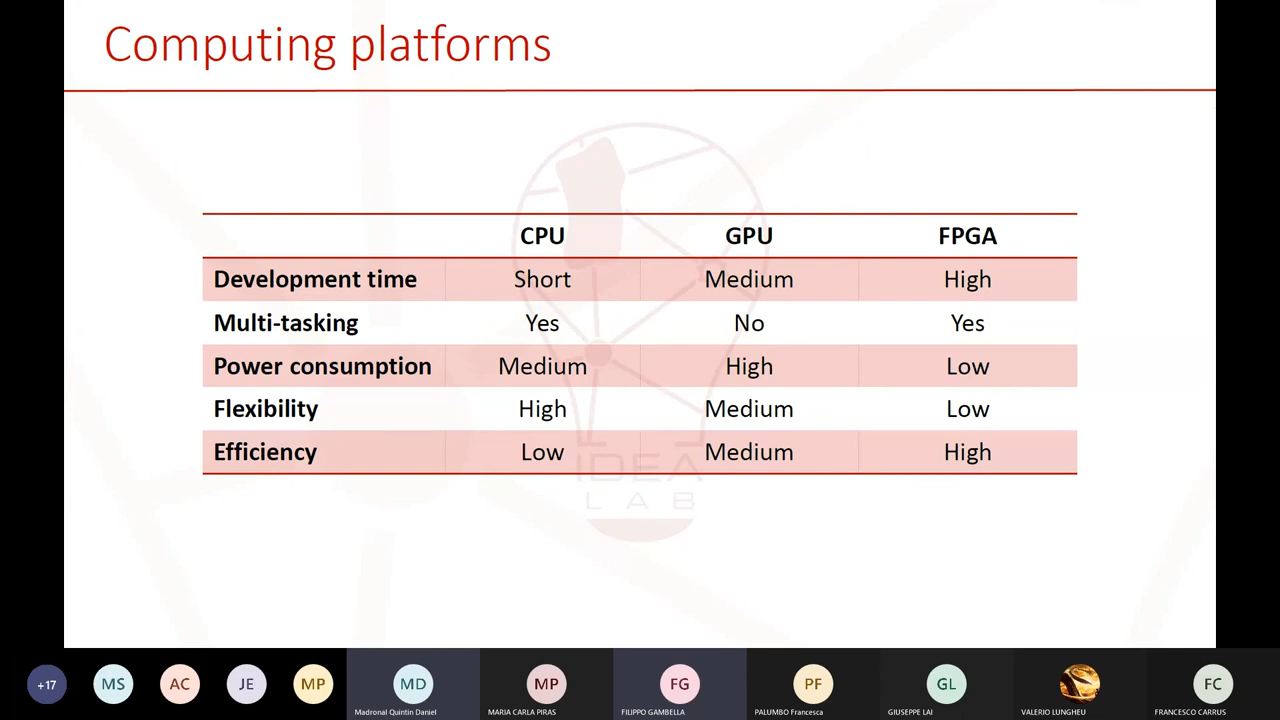 Computing platforms
CPU GPU FPGA
Development time Short Medium High
Multi-tasking Yes No Yes
Power consumption Medium High Low
Flexibility High Medium Low
Efficiency Low Medium High
IDEA
LAB
+17 MS AC JE MP MD MP FG PF GL FC
Madronal Quintin Daniel MARIA CARLA PIRAS FILIPPO GAMBELLA PALUMBO Francesca GIUSEPPE LAI VALERIO LUNGHEU FRANCESCO CARRUS